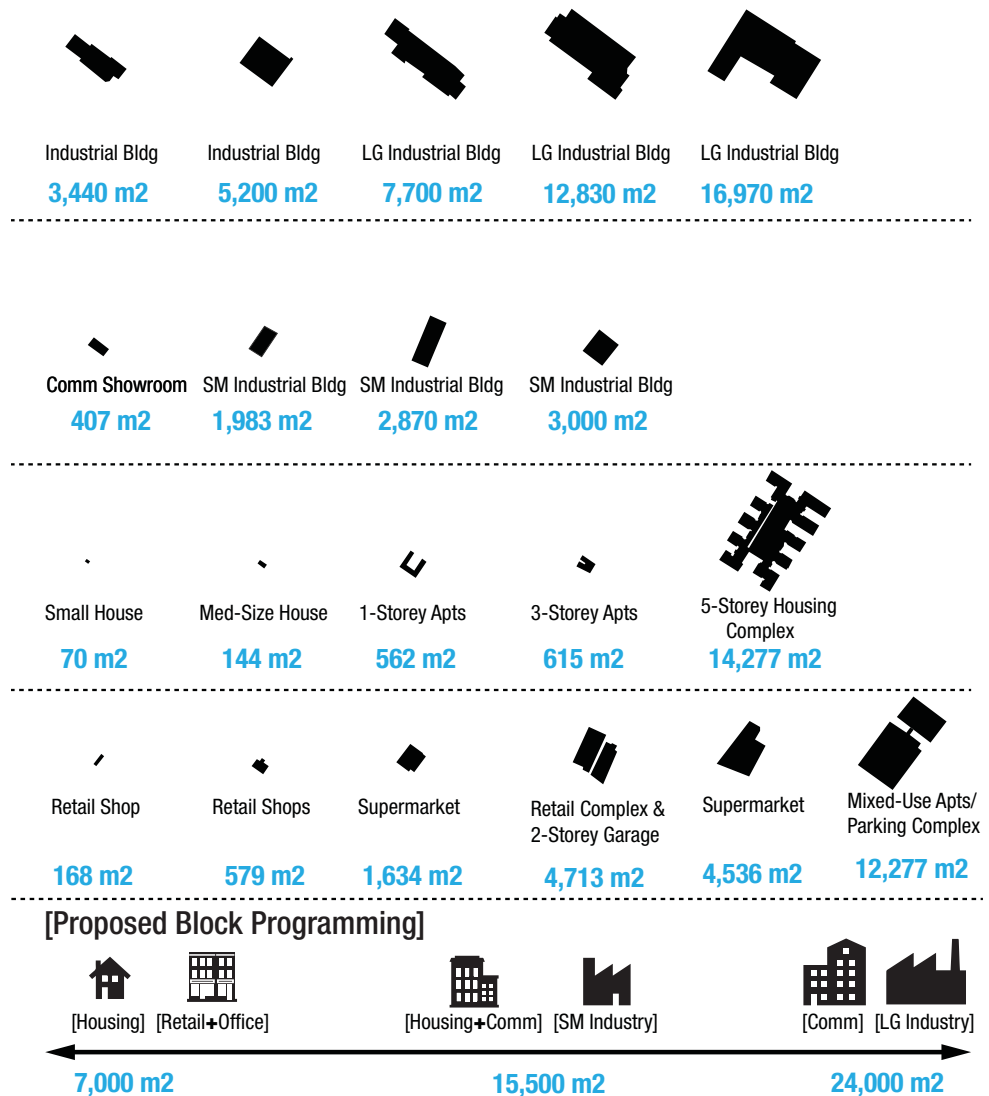 Industrial Bldg Industrial Bldg LG Industrial Bldg LG Industrial Bldg LG Industrial Bldg
3,440 m2 5,200 m2 7,700 m2 12,830 m2 16,970 m2
Comm Showroom SM Industrial Bldg SM Industrial Bldg SM Industrial Bldg
407 m2 1,983 m2 2,870 m2 3,000 m2
Small House Med-Size House 1-Storey Apts 3-Storey Apts 5-Storey Housing
Complex
70 m2 144 m2 562 m2 615 m2 14,277 m2
Retail Shop Retail Shops Supermarket Retail Complex & Supermarket Mixed-Use Apts/
2-Storey Garage Parking Complex
168 m2 579 m2 1,634 m2 4,713 m2 4,536 m2 12,277 m2
[Proposed Block Programming]
[Housing] [Retail+Office] [Housing+Comm] [SM Industry] [Comm] [LG Industry]
7,000 m2 15,500 m2 24,000 m2